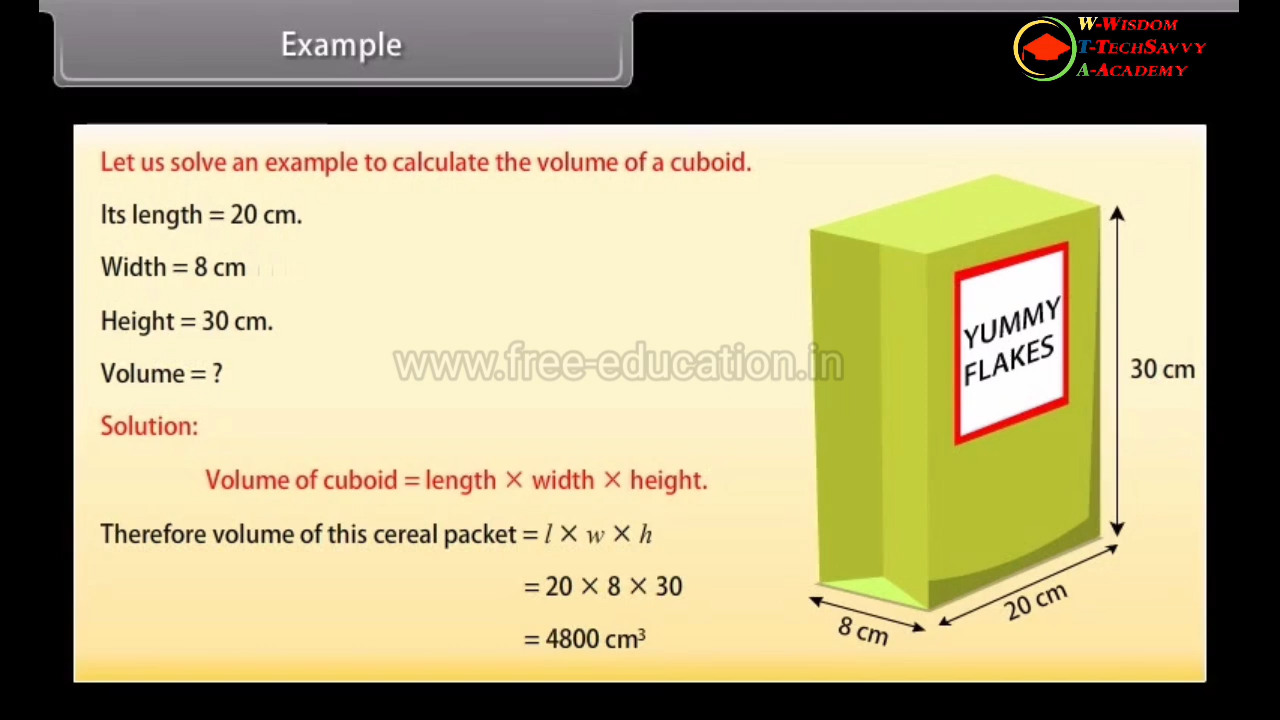 Example
W-Wisdom
T-TechSavvy
A-Academy
Let us solve an example to calculate the volume of a cuboid.
Its length = 20 cm.
Width = 8 cm
Height = 30 cm.
Volume = ?
Solution:
Volume of cuboid = length × width × height.
Therefore volume of this cereal packet = l × w × h
= 20 × 8 × 30
= 4800 cm³
www.free-education.in
YUMMY
FLAKES
30 cm
20 cm
8 cm